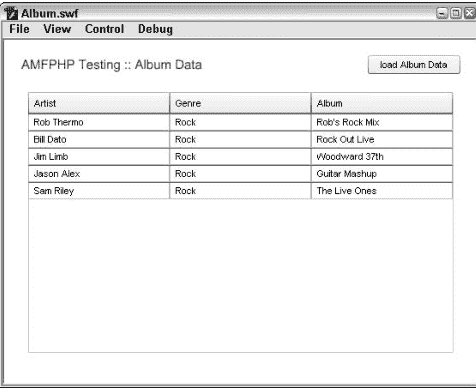 Album.swf
File View Control Debug
AMFPHP Testing :: Album Data
load Album Data
Artist Genre Album
Rob Thermo Rock Rob's Rock Mix
Bill Dato Rock Rock Out Live
Jim Limb Rock Woodward 37th
Jason Alex Rock Guitar Mashup
Sam Riley Rock The Live Ones